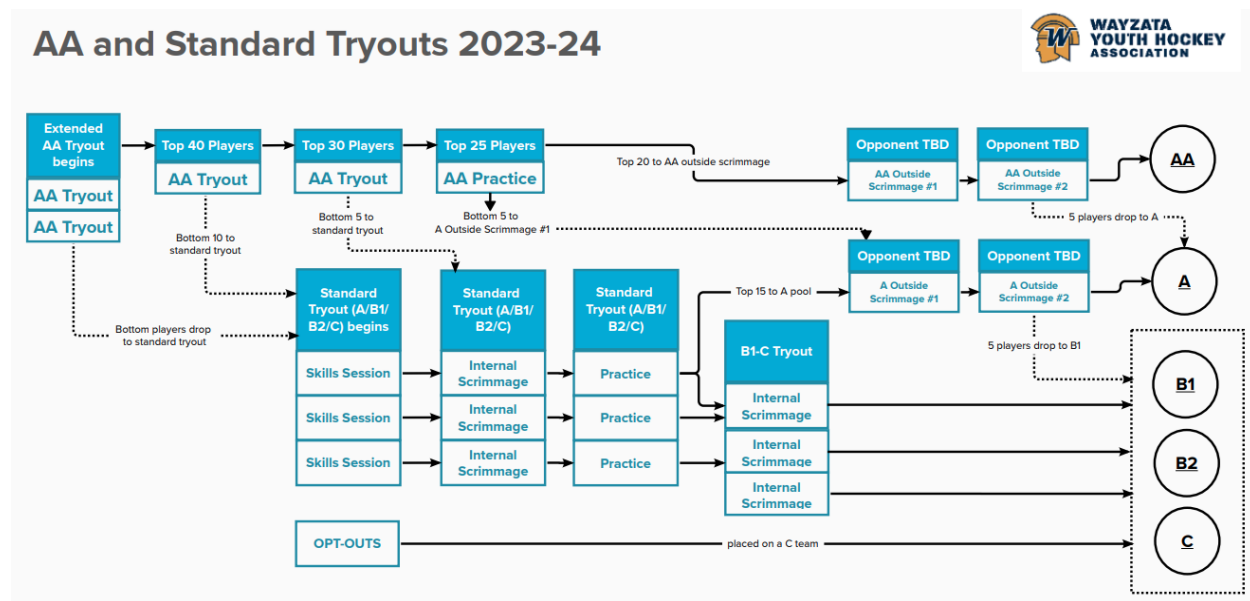 AA and Standard Tryouts 2023-24
WAYZATA
YOUTH HOCKEY
ASSOCIATION
Extended
AA Tryout
begins
AA Tryout
AA Tryout
Top 40 Players
AA Tryout
Top 30 Players
AA Tryout
Top 25 Players
AA Practice
Top 20 to AA outside scrimmage
Opponent TBD
AA Outside
Scrimmage #1
Opponent TBD
AA Outside
Scrimmage #2
AA
Bottom 10 to
standard tryout
Bottom 5 to
standard tryout
Bottom 5 to
A Outside Scrimmage #1
5 players drop to A
Opponent TBD
A Outside
Scrimmage #1
Opponent TBD
A Outside
Scrimmage #2
A
Bottom players drop
to standard tryout
Standard
Tryout (A/B1/
B2/C) begins
Skills Session
Skills Session
Skills Session
Standard
Tryout (A/B1/
B2/C)
Internal
Scrimmage
Internal
Scrimmage
Internal
Scrimmage
Standard
Tryout (A/B1/
B2/C)
Practice
Practice
Practice
Top 15 to A pool
B1-C Tryout
Internal
Scrimmage
Internal
Scrimmage
Internal
Scrimmage
5 players drop to B1
B1
B2
C
OPT-OUTS
placed on a C team